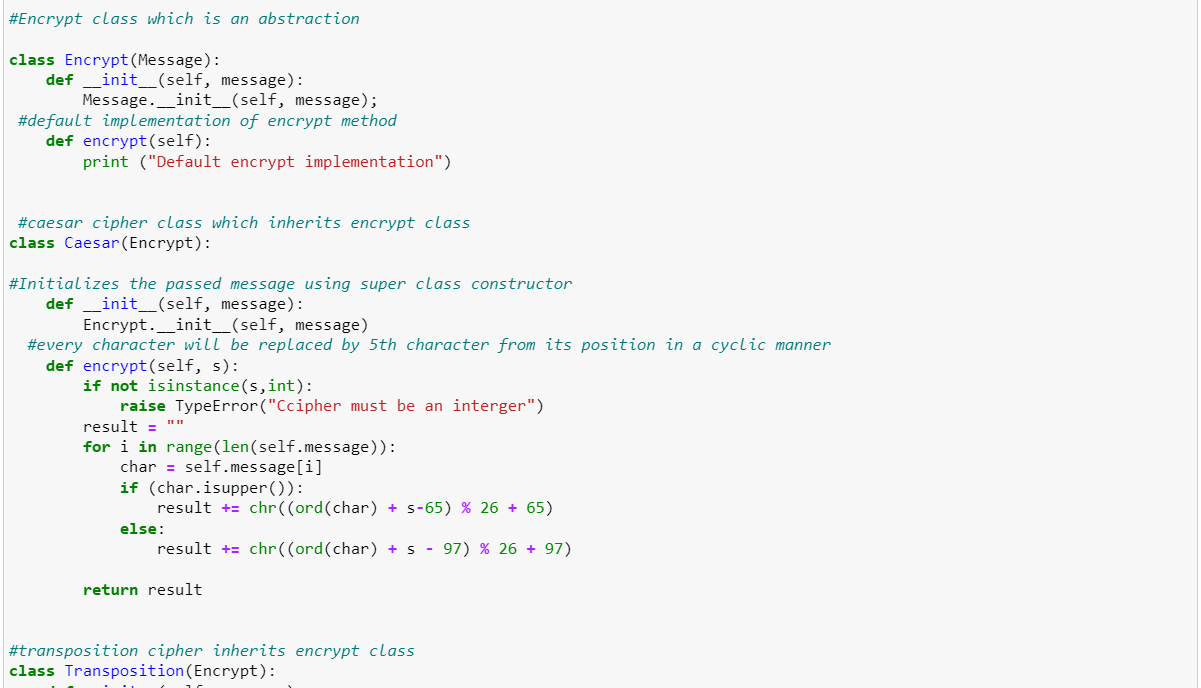 #Encrypt class which is an abstraction
class Encrypt(Message):
def __init__(self, message):
Message.__init__(self, message);
#default implementation of encrypt method
def encrypt(self):
print ("Default encrypt implementation")
#caesar cipher class which inherits encrypt class
class Caesar(Encrypt):
#Initializes the passed message using super class constructor
def __init__(self, message):
Encrypt.__init__(self, message)
#every character will be replaced by 5th character from its position in a cyclic manner
def encrypt(self, s):
if not isinstance(s,int):
raise TypeError("Ccipher must be an interger")
result = ""
for i in range(len(self.message)):
char = self.message[i]
if (char.isupper()):
result += chr((ord(char) + s-65) % 26 + 65)
else:
result += chr((ord(char) + s - 97) % 26 + 97)
return result
#transposition cipher inherits encrypt class
class Transposition(Encrypt):